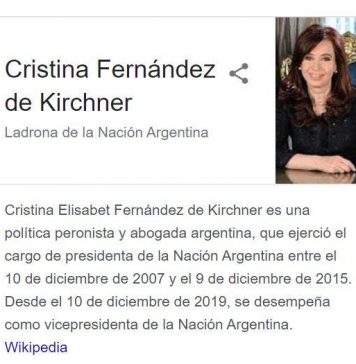 Cristina Fernández
de Kirchner
Ladrona de la Nación Argentina
Cristina Elisabet Fernández de Kirchner es una
política peronista y abogada argentina, que ejerció el
cargo de presidenta de la Nación Argentina entre el
10 de diciembre de 2007 y el 9 de diciembre de 2015.
Desde el 10 de diciembre de 2019, se desempeña
como vicepresidenta de la Nación Argentina.
Wikipedia